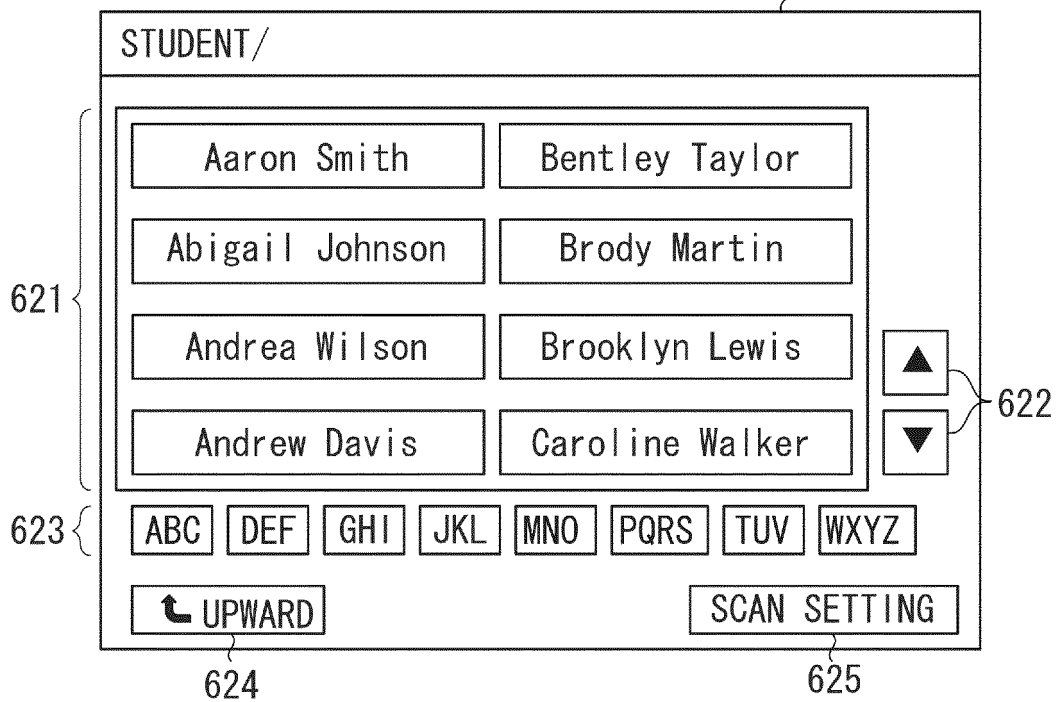 STUDENT/
Aaron Smith Bentley Taylor
Abigail Johnson Brody Martin
621
Andrea Wilson Brooklyn Lewis
▲
622
Andrew Davis Caroline Walker
▼
623 ABC DEF GHI JKL MNO PQRS TUV WXYZ
UPWARD SCAN SETTING
624 625